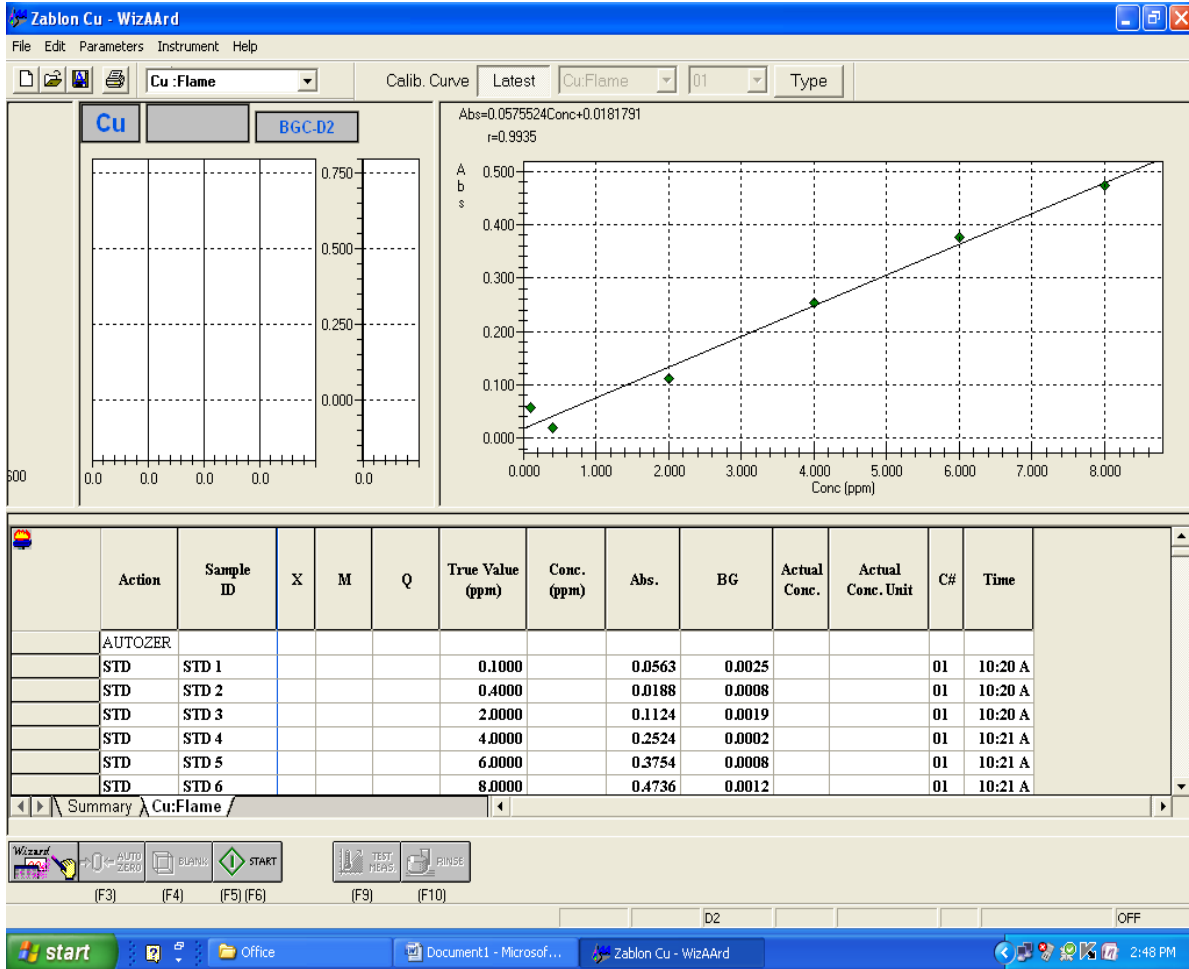 Zablon Cu - WizAArd
File Edit Parameters Instrument Help
Cu :Flame Calib. Curve Latest Cu:Flame 01 Type
Cu BGC-D2
0.750
0.500
0.250
0.000
600 0.0 0.0 0.0 0.0 0.0
Abs=0.0575524Conc+0.0181791
r=0.9935
Abs
0.500
0.400
0.300
0.200
0.100
0.000
0.000 1.000 2.000 3.000 4.000 5.000 6.000 7.000 8.000
Conc (ppm)
Action Sample ID X M Q True Value (ppm) Conc. (ppm) Abs. BG Actual Conc. Actual Conc. Unit C# Time
AUTOZER
STD STD 1 0.1000 0.0563 0.0025 01 10:20 A
STD STD 2 0.4000 0.0188 0.0008 01 10:20 A
STD STD 3 2.0000 0.1124 0.0019 01 10:20 A
STD STD 4 4.0000 0.2524 0.0002 01 10:21 A
STD STD 5 6.0000 0.3754 0.0008 01 10:21 A
STD STD 6 8.0000 0.4736 0.0012 01 10:21 A
Summary Cu:Flame
Wizard AUTO ZERO BLANK START TEST MEAS. RINSE
(F3) (F4) (F5) (F6) (F9) (F10)
D2 OFF
start Office Document1 - Microsof... Zablon Cu - WizAArd 2:48 PM